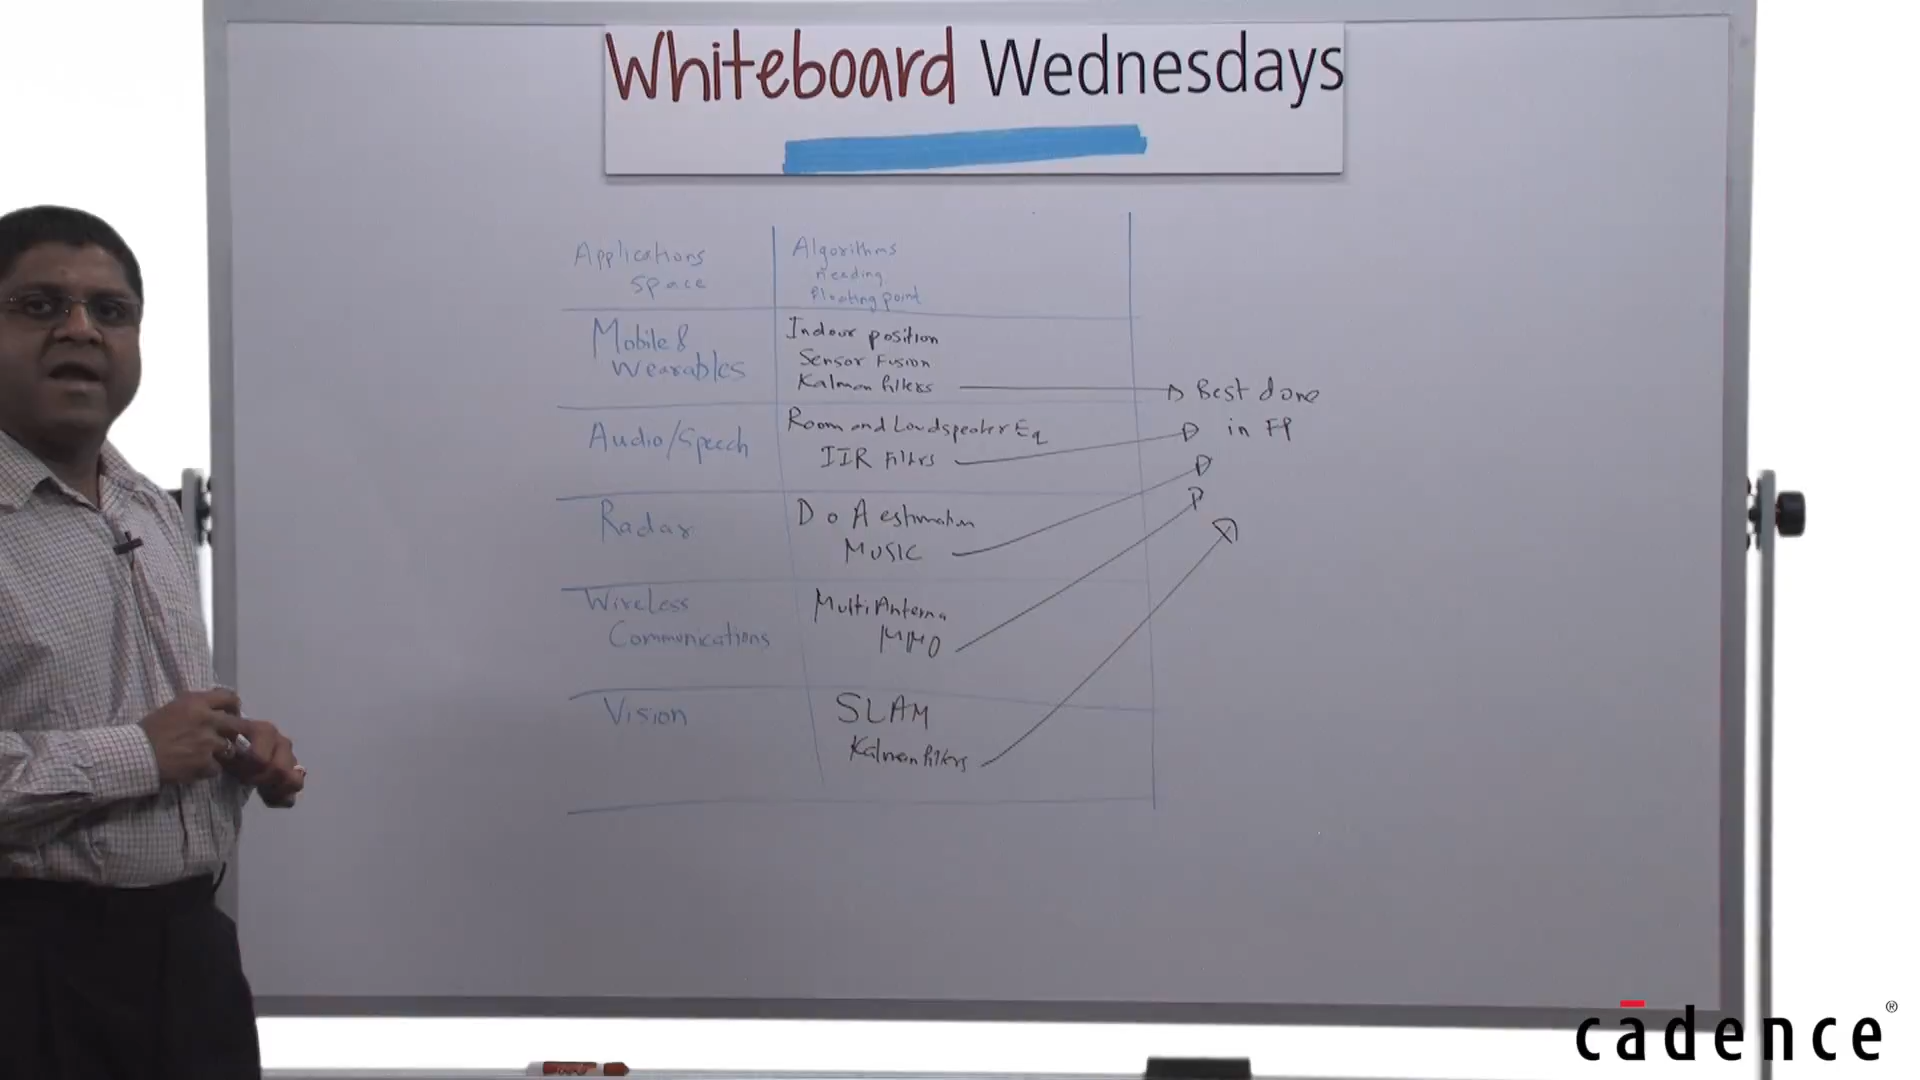 Whiteboard Wednesdays
Applications
space
Algorithms
needing
floating point
Mobile &
Wearables
Indoor position
Sensor Fusion
Kalman filters
Best done
in FP
Audio/Speech
Room and Loudspeaker Eq
IIR Filters
Radar
DoA estimation
MUSIC
Wireless
Communications
MultiAntenna
MIMO
Vision
SLAM
Kalman filters
cadence®